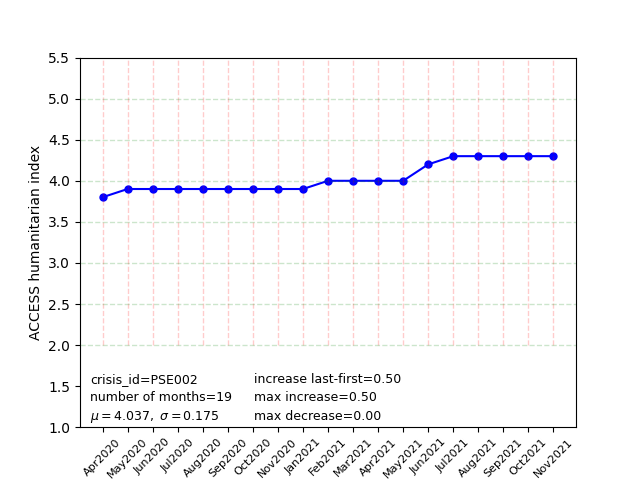 5.5
5.0
4.5
4.0
3.5
3.0
2.5
2.0
1.5
1.0
ACCESS humanitarian index
crisis_id=PSE002
number of months=19
μ=4.037, σ=0.175
increase last-first=0.50
max increase=0.50
max decrease=0.00
Apr2020
May2020
Jun2020
Jul2020
Aug2020
Sep2020
Oct2020
Nov2020
Jan2021
Feb2021
Mar2021
Apr2021
May2021
Jun2021
Jul2021
Aug2021
Sep2021
Oct2021
Nov2021